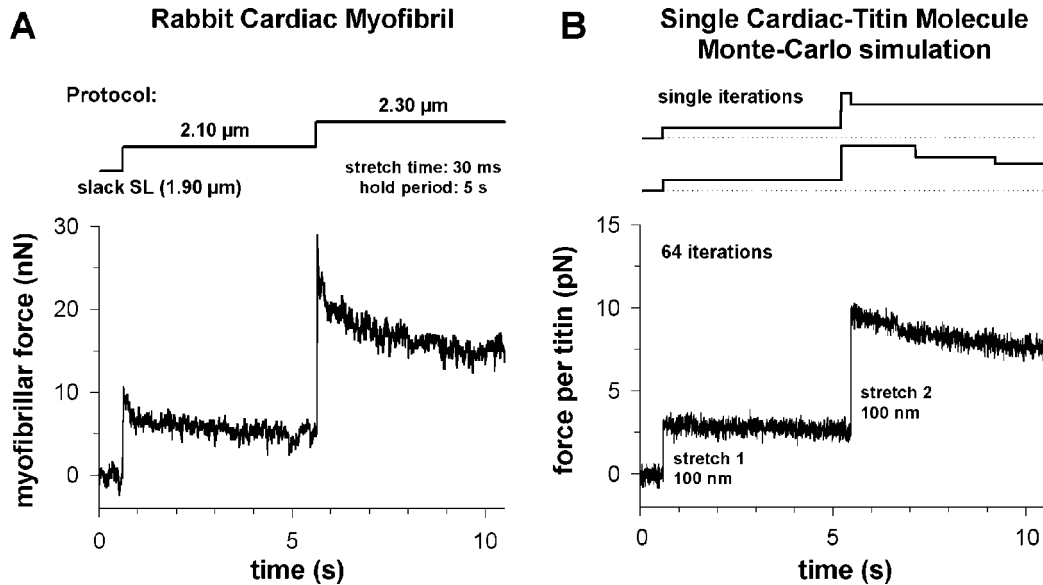 A
Rabbit Cardiac Myofibril
Protocol:
2.30 µm
2.10 µm
stretch time: 30 ms
hold period: 5 s
slack SL (1.90 µm)
myofibrillar force (nN)
30
20
10
0
0
5
10
time (s)
B
Single Cardiac-Titin Molecule
Monte-Carlo simulation
single iterations
64 iterations
force per titin (pN)
15
10
5
0
stretch 1
100 nm
stretch 2
100 nm
0
5
10
time (s)